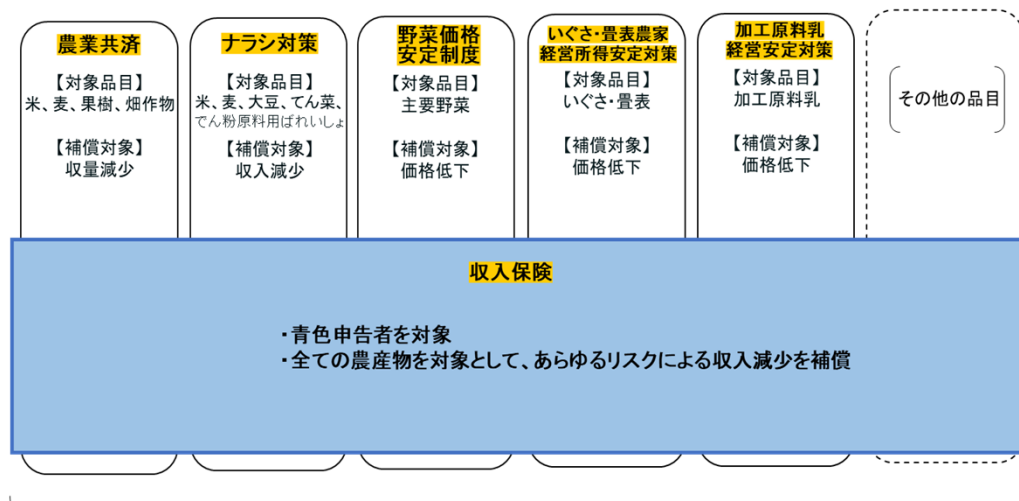 農業共済
【対象品目】
米、麦、果樹、畑作物
【補償対象】
収量減少
ナラシ対策
【対象品目】
米、麦、大豆、てん菜、
でん粉原料用ばれいしょ
【補償対象】
収入減少
野菜価格
安定制度
【対象品目】
主要野菜
【補償対象】
価格低下
いぐさ・畳表農家
経営所得安定対策
【対象品目】
いぐさ・畳表
【補償対象】
価格低下
加工原料乳
経営安定対策
【対象品目】
加工原料乳
【補償対象】
価格低下
その他の品目
収入保険
・青色申告者を対象
・全ての農産物を対象として、あらゆるリスクによる収入減少を補償